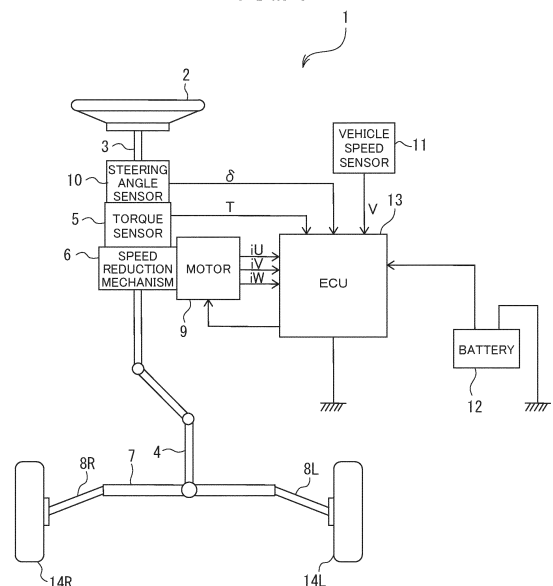 1
2
3
STEERING
ANGLE
SENSOR
10
δ
VEHICLE
SPEED
SENSOR
11
5
TORQUE
SENSOR
T
V
13
6
SPEED
REDUCTION
MECHANISM
MOTOR
iU
iV
iW
9
ECU
BATTERY
12
4
7
8R
8L
14R
14L